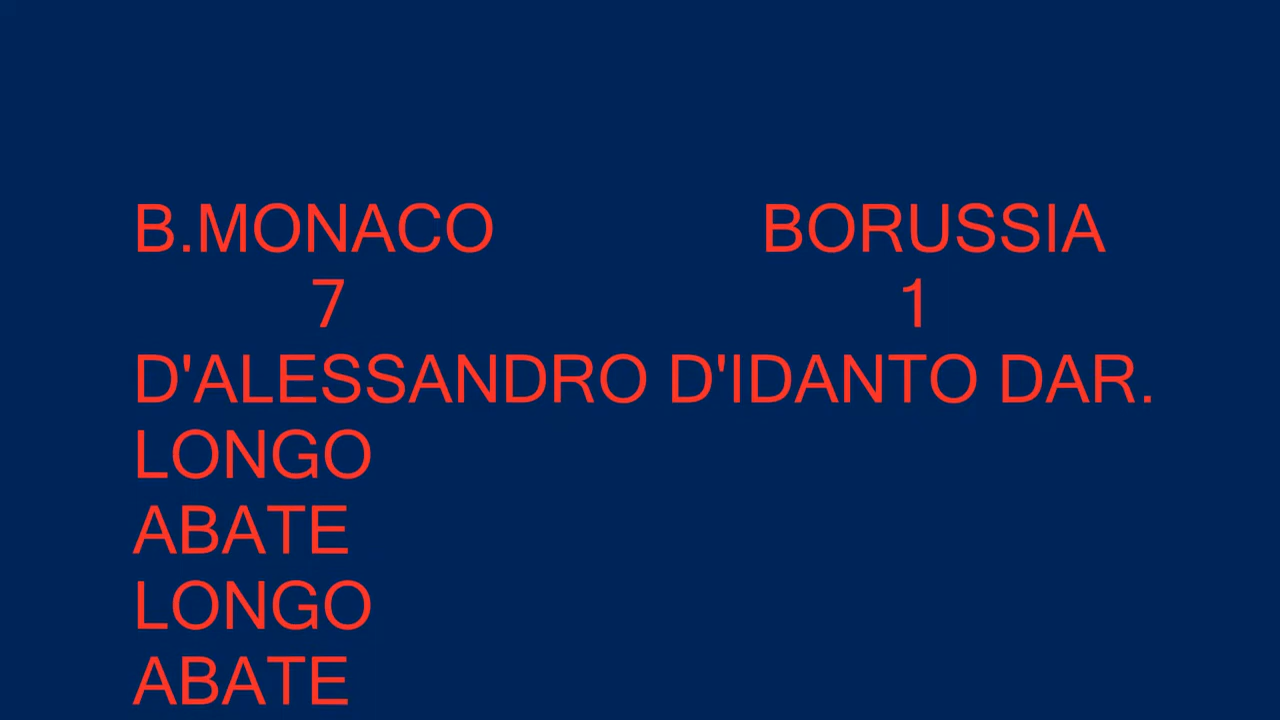 B.MONACO BORUSSIA
7 1
D'ALESSANDRO D'IDANTO DAR.
LONGO
ABATE
LONGO
ABATE